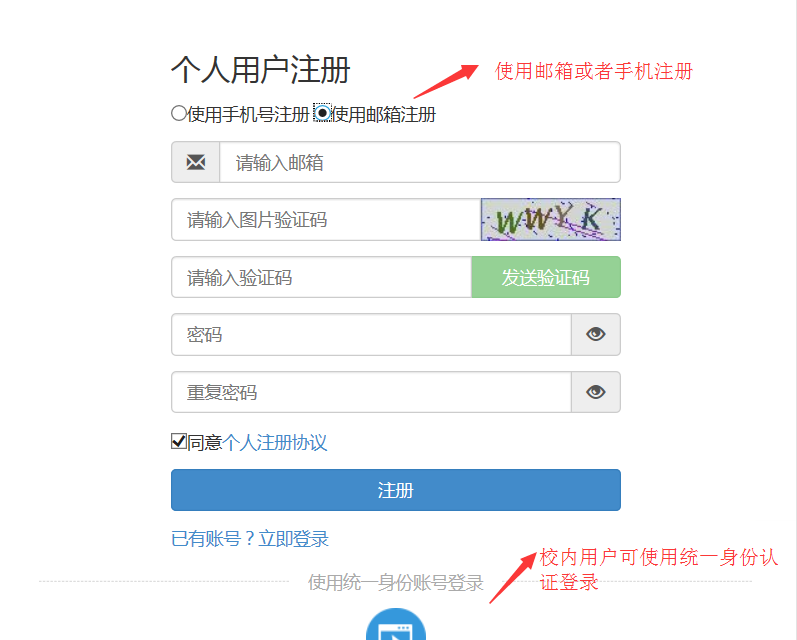 个人用户注册
使用邮箱或者手机注册
使用手机号注册 使用邮箱注册
请输入邮箱
请输入图片验证码 WWYK
请输入验证码 发送验证码
密码
重复密码
同意个人注册协议
注册
已有账号？立即登录
校内用户可使用统一身份认
证登录
使用统一身份账号登录